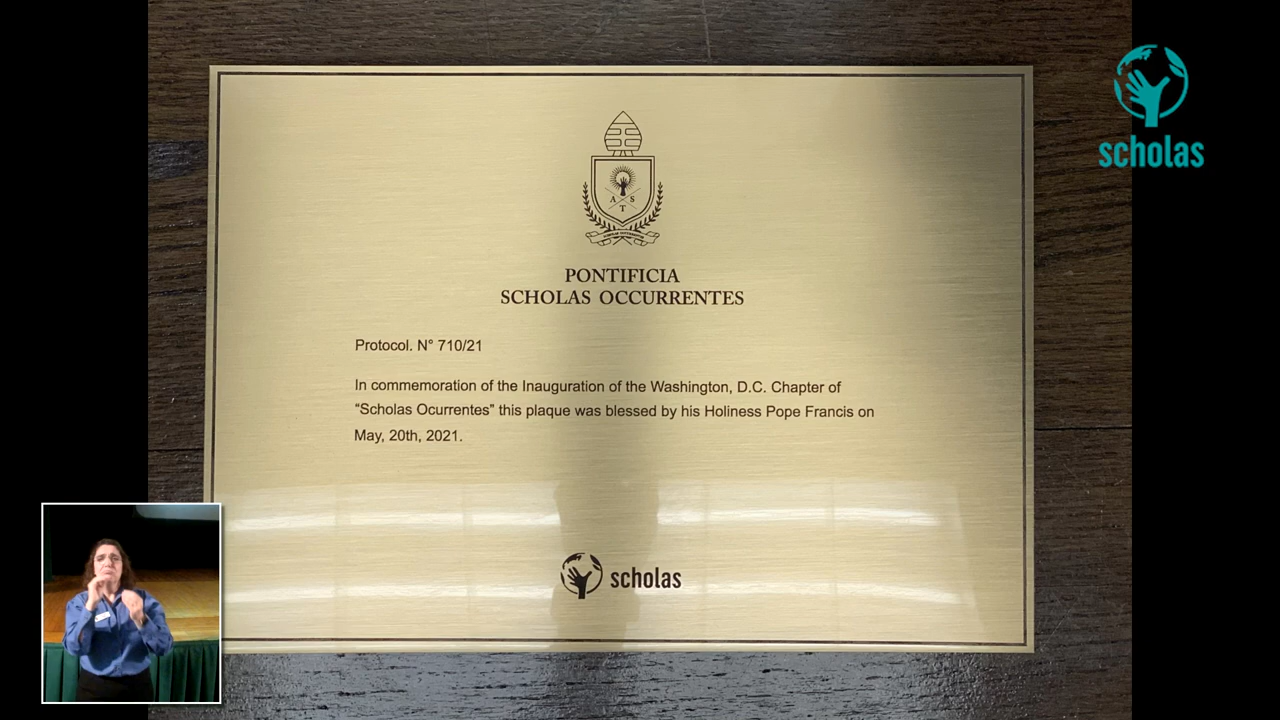 scholas
A S
T
PONTIFICIA
SCHOLAS OCCURRENTES
Protocol. N° 710/21
In commemoration of the Inauguration of the Washington, D.C. Chapter of
“Scholas Ocurrentes” this plaque was blessed by his Holiness Pope Francis on
May, 20th, 2021.
scholas